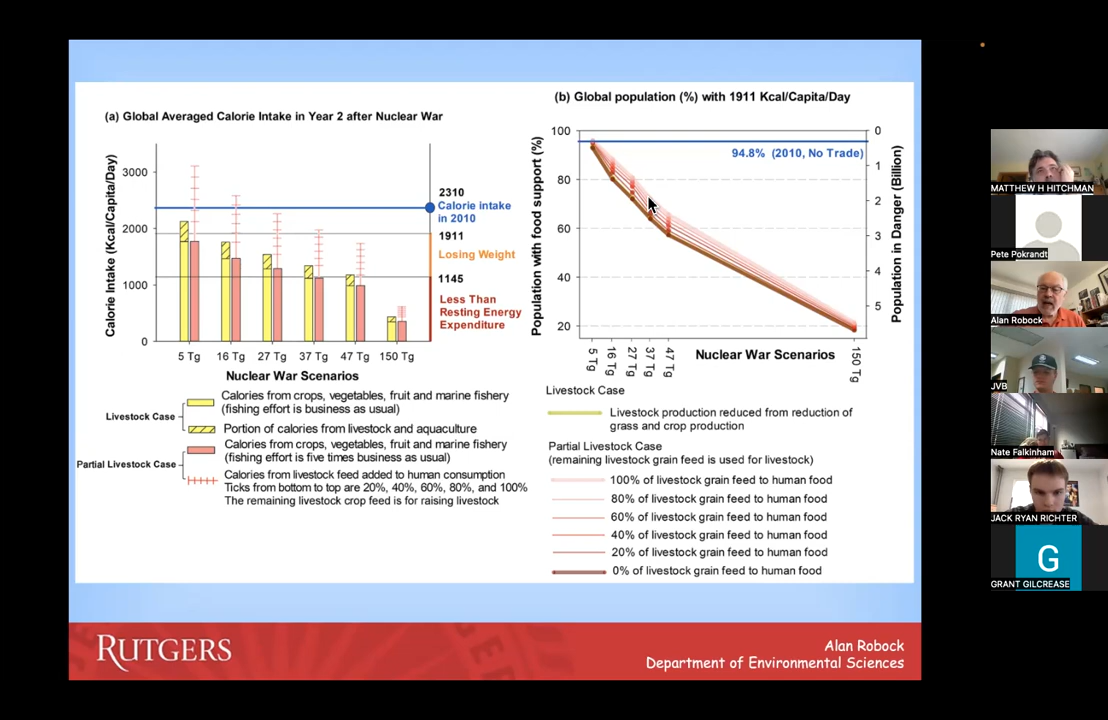 (a) Global Averaged Calorie Intake in Year 2 after Nuclear War
Calorie Intake (Kcal/Capita/Day)
3000
2000
1000
0
2310
Calorie intake
in 2010
1911
Losing Weight
1145
Less Than
Resting Energy
Expenditure
5 Tg
16 Tg
27 Tg
37 Tg
47 Tg
150 Tg
Nuclear War Scenarios
Livestock Case
Calories from crops, vegetables, fruit and marine fishery
(fishing effort is business as usual)
Portion of calories from livestock and aquaculture
Partial Livestock Case
Calories from crops, vegetables, fruit and marine fishery
(fishing effort is five times business as usual)
Calories from livestock feed added to human consumption
Ticks from bottom to top are 20%, 40%, 60%, 80%, and 100%
The remaining livestock crop feed is for raising livestock
(b) Global population (%) with 1911 Kcal/Capita/Day
Population with food support (%)
100
80
60
40
20
94.8% (2010, No Trade)
0
1
2
3
4
5
Population in Danger (Billion)
5 Tg
16 Tg
27 Tg
37 Tg
47 Tg
Nuclear War Scenarios
150 Tg
Livestock Case
Livestock production reduced from reduction of
grass and crop production
Partial Livestock Case
(remaining livestock grain feed is used for livestock)
100% of livestock grain feed to human food
80% of livestock grain feed to human food
60% of livestock grain feed to human food
40% of livestock grain feed to human food
20% of livestock grain feed to human food
0% of livestock grain feed to human food
RUTGERS
Alan Robock
Department of Environmental Sciences
MATTHEW H HITCHMAN
Pete Pokrandt
Alan Robock
JVB
Nate Falkinham
JACK RYAN RICHTER
G
GRANT GILCREASE